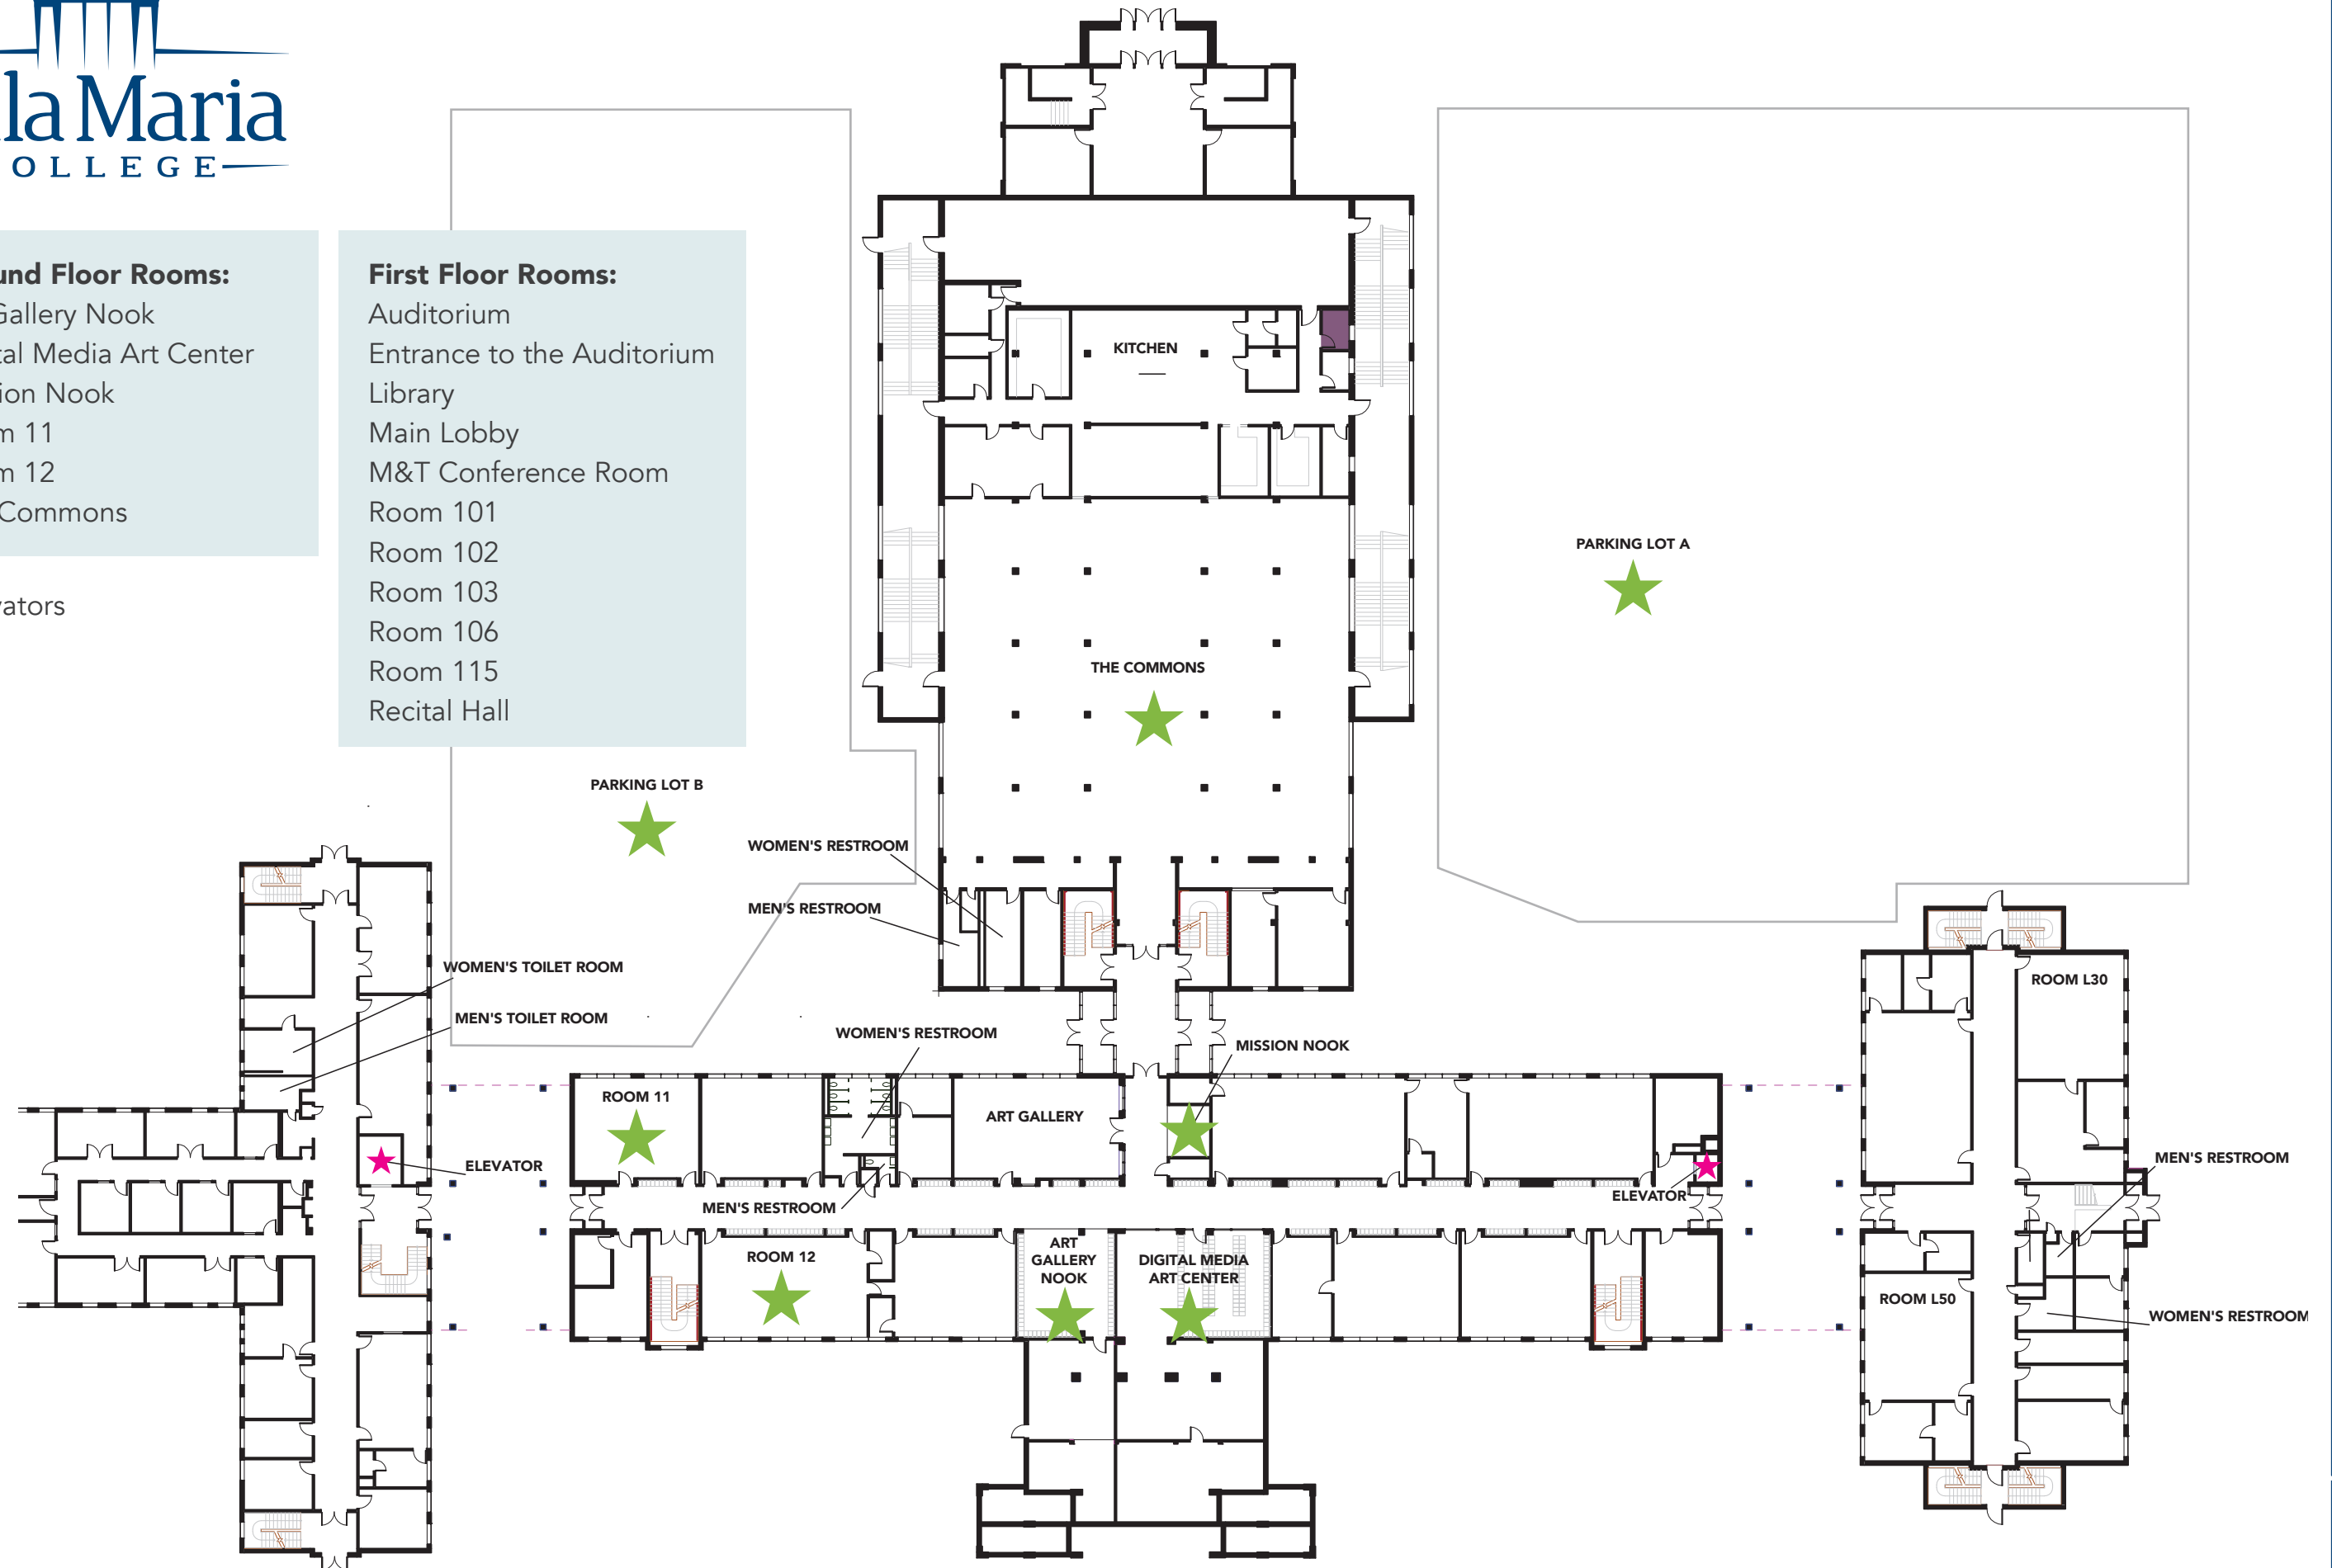 la Maria
OLLEGE
und Floor Rooms:
Gallery Nook
tal Media Art Center
ion Nook
m 11
m 12
Commons
vators
First Floor Rooms:
Auditorium
Entrance to the Auditorium
Library
Main Lobby
M&T Conference Room
Room 101
Room 102
Room 103
Room 106
Room 115
Recital Hall
KITCHEN
PARKING LOT A
THE COMMONS
PARKING LOT B
WOMEN'S RESTROOM
MEN'S RESTROOM
WOMEN'S TOILET ROOM
MEN'S TOILET ROOM
WOMEN'S RESTROOM
MISSION NOOK
ROOM L30
ROOM 11
ART GALLERY
ELEVATOR
MEN'S RESTROOM
ELEVATOR
MEN'S RESTROOM
ROOM 12
ART
GALLERY
NOOK
DIGITAL MEDIA
ART CENTER
ROOM L50
WOMEN'S RESTROOM